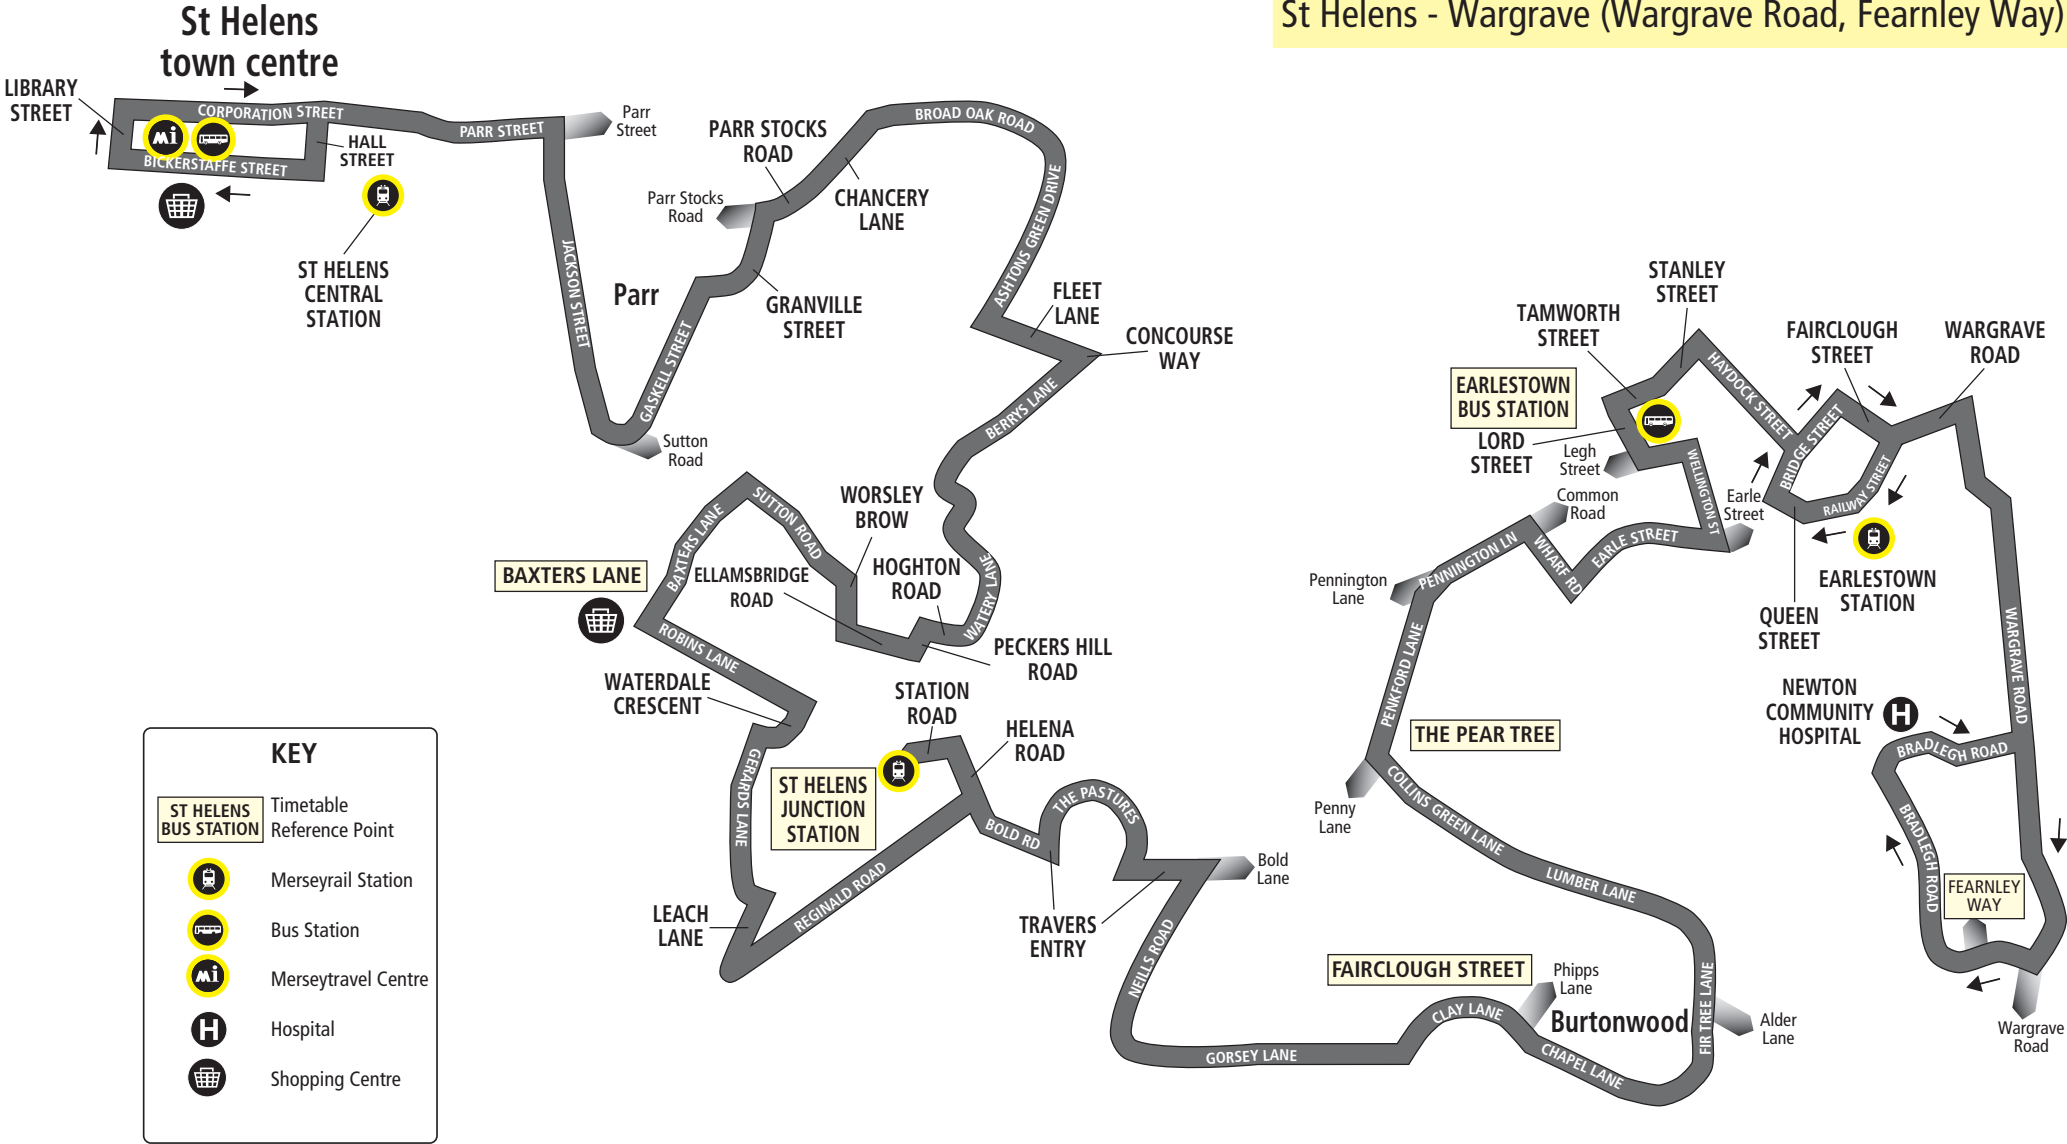 St Helens - Wargrave (Wargrave Road, Fearnley Way)
St Helens
town centre
LIBRARY
STREET
CORPORATION STREET
Mi
BICKERSTAFFE STREET
HALL
STREET
ST HELENS
CENTRAL
STATION
PARR STREET
Parr
Street
JACKSON STREET
Parr
GASKELL STREET
Sutton
Road
GRANVILLE
STREET
Parr Stocks
Road
PARR STOCKS
ROAD
CHANCERY
LANE
BROAD OAK ROAD
ASHTONS GREEN DRIVE
FLEET
LANE
CONCOURSE
WAY
BERRYS LANE
WATERY LANE
HOGHTON
ROAD
PECKERS HILL
ROAD
ELLAMSBRIDGE
ROAD
WORSLEY
BROW
SUTTON ROAD
BAXTERS LANE
BAXTERS LANE
ROBINS LANE
WATERDALE
CRESCENT
GERARDS LANE
LEACH
LANE
REGINALD ROAD
ST HELENS
JUNCTION
STATION
STATION
ROAD
HELENA
ROAD
BOLD RD
THE PASTURES
TRAVERS
ENTRY
Bold
Lane
NEILLS ROAD
GORSEY LANE
CLAY LANE
FAIRCLOUGH STREET
Phipps
Lane
Burtonwood
CHAPEL LANE
FIR TREE LANE
Alder
Lane
LUMBER LANE
COLLINS GREEN LANE
THE PEAR TREE
Penny
Lane
PENKFORD LANE
Pennington
Lane
PENNINGTON LN
Common
Road
WHARF RD
EARLE STREET
Earle
Street
WELLINGTON ST
Legh
Street
LORD
STREET
EARLESTOWN
BUS STATION
TAMWORTH
STREET
STANLEY
STREET
HAYDOCK STREET
BRIDGE STREET
FAIRCLOUGH
STREET
WARGRAVE
ROAD
RAILWAY STREET
QUEEN
STREET
EARLESTOWN
STATION
WARGRAVE ROAD
NEWTON
COMMUNITY
HOSPITAL
H
BRADLEGH ROAD
BRADLEGH ROAD
FEARNLEY
WAY
Wargrave
Road
KEY
ST HELENS
BUS STATION
Timetable
Reference Point
Merseyrail Station
Bus Station
Mi
Merseytravel Centre
H
Hospital
Shopping Centre